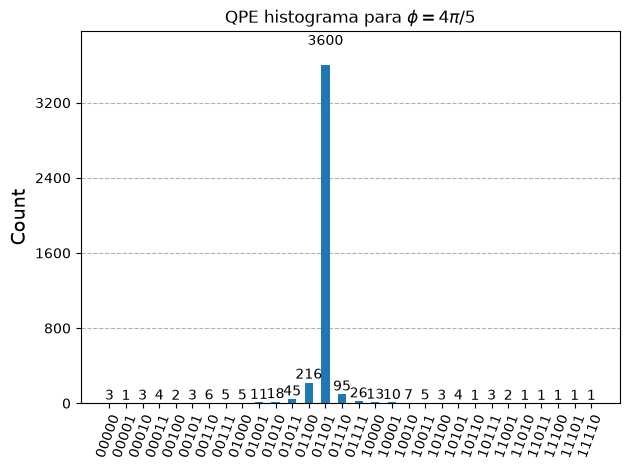 QPE histograma para ϕ = 4π/5
3600
3200
2400
1600
800
0
Count
3 1 3 4 2 3 6 5 5 11 18 45 216 95 26 13 10 7 5 3 4 1 3 2 1 1 1 1 1
00000 00001 00010 00011 00100 00101 00110 00111 01000 01001 01010 01011 01100 01101 01110 01111 10000 10001 10010 10011 10100 10101 10110 10111 11001 11010 11011 11100 11101 11110